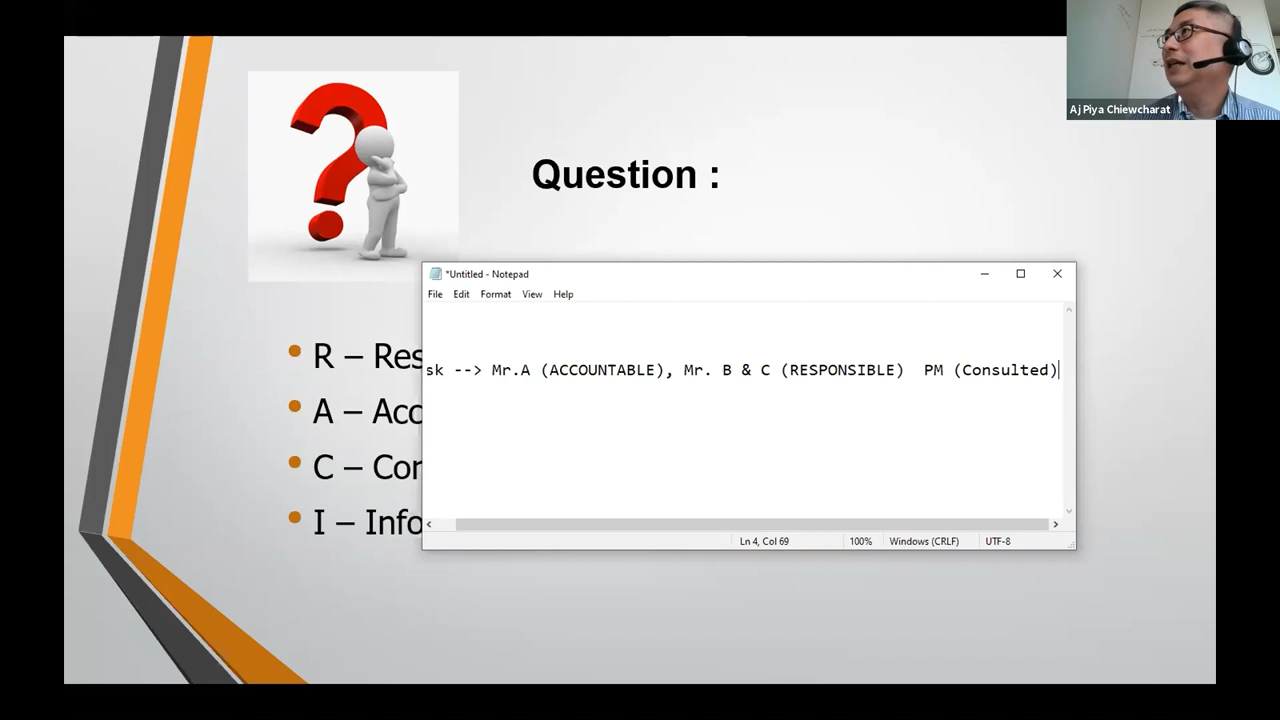 Aj Piya Chiewcharat
Question :
*Untitled - Notepad
File Edit Format View Help
R – Res
sk --> Mr.A (ACCOUNTABLE), Mr. B & C (RESPONSIBLE) PM (Consulted)
A – Acc
C – Con
I – Info
Ln 4, Col 69 100% Windows (CRLF) UTF-8